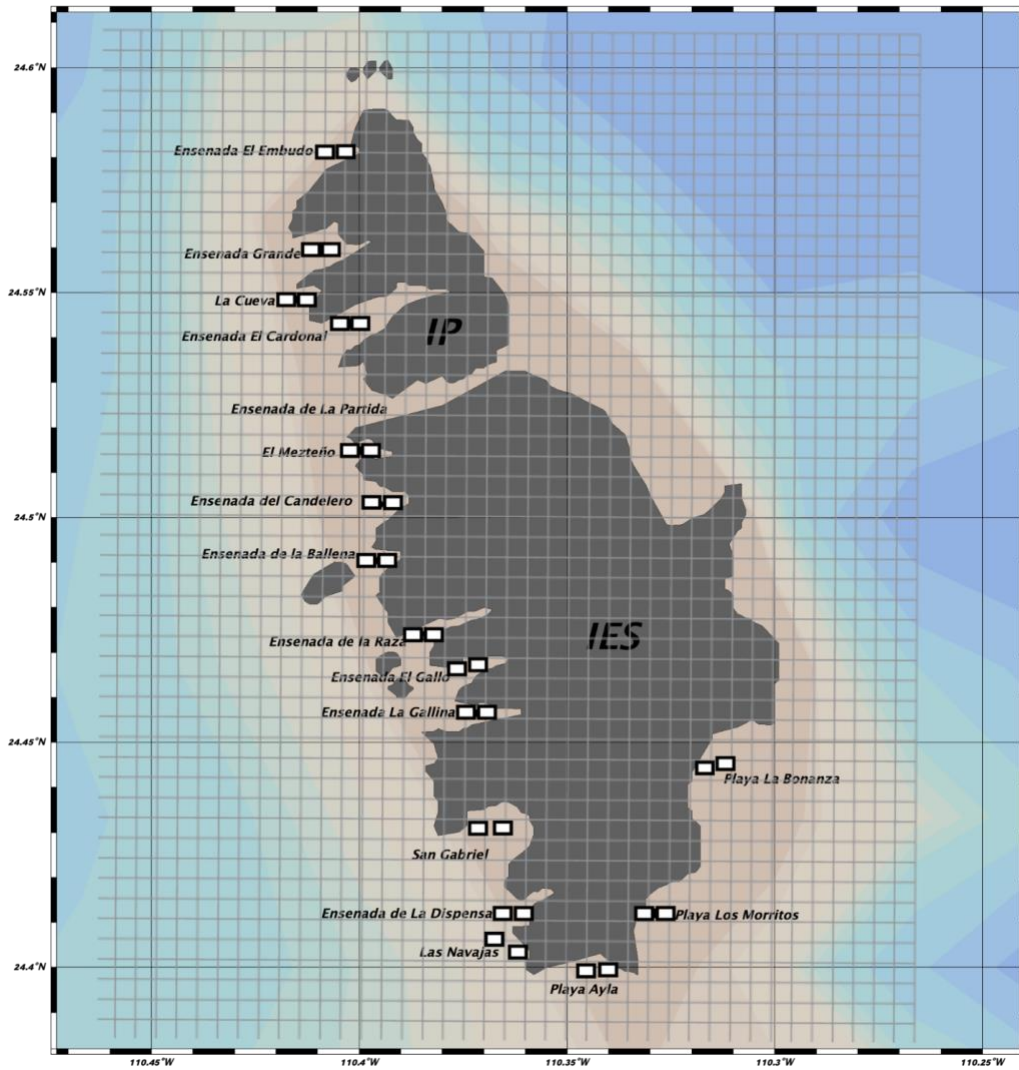 24.6°N
Ensenada El Embudo
Ensenada Grande
24.55°N
La Cueva
Ensenada El Cardonal
IP
Ensenada de La Partida
El Mezteño
Ensenada del Candelero
24.5°N
Ensenada de la Ballena
Ensenada de la Raza
IES
Ensenada El Gallo
Ensenada La Gallina
24.45°N
Playa La Bonanza
San Gabriel
Ensenada de La Dispensa
Playa Los Morritos
Las Navajas
24.4°N
Playa Ayla
110.45°W
110.4°W
110.35°W
110.3°W
110.25°W